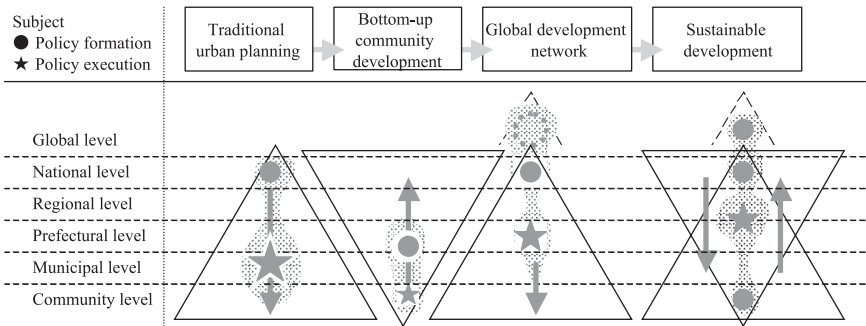 Subject
Policy formation
Policy execution
Traditional
urban planning
Bottom-up
community
development
Global development
network
Sustainable
development
Global level
National level
Regional level
Prefectural level
Municipal level
Community level